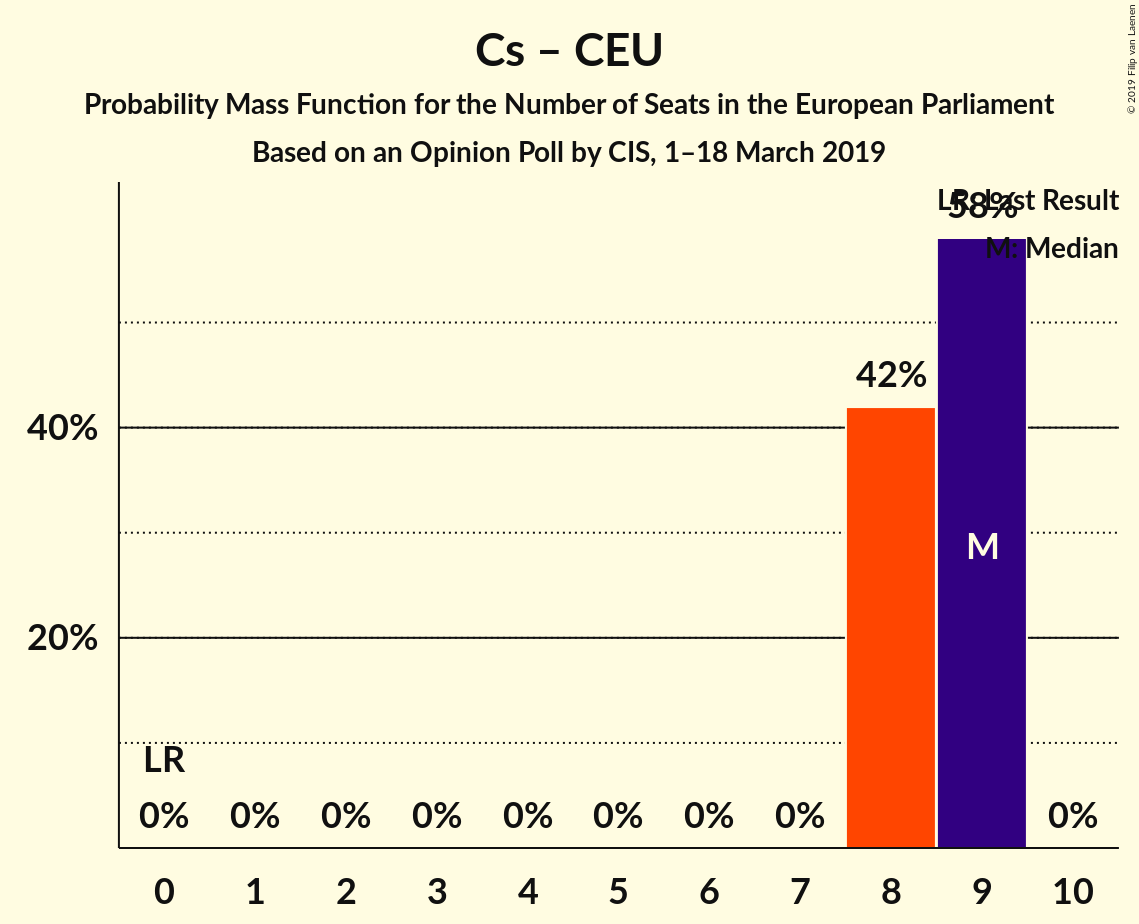 Cs – CEU
Probability Mass Function for the Number of Seats in the European Parliament
Based on an Opinion Poll by CIS, 1–18 March 2019
© 2019 Filip van Laenen
LR: Last Result
M: Median
58%
42%
40%
M
20%
LR
0% 0% 0% 0% 0% 0% 0% 0% 0%
0 1 2 3 4 5 6 7 8 9 10